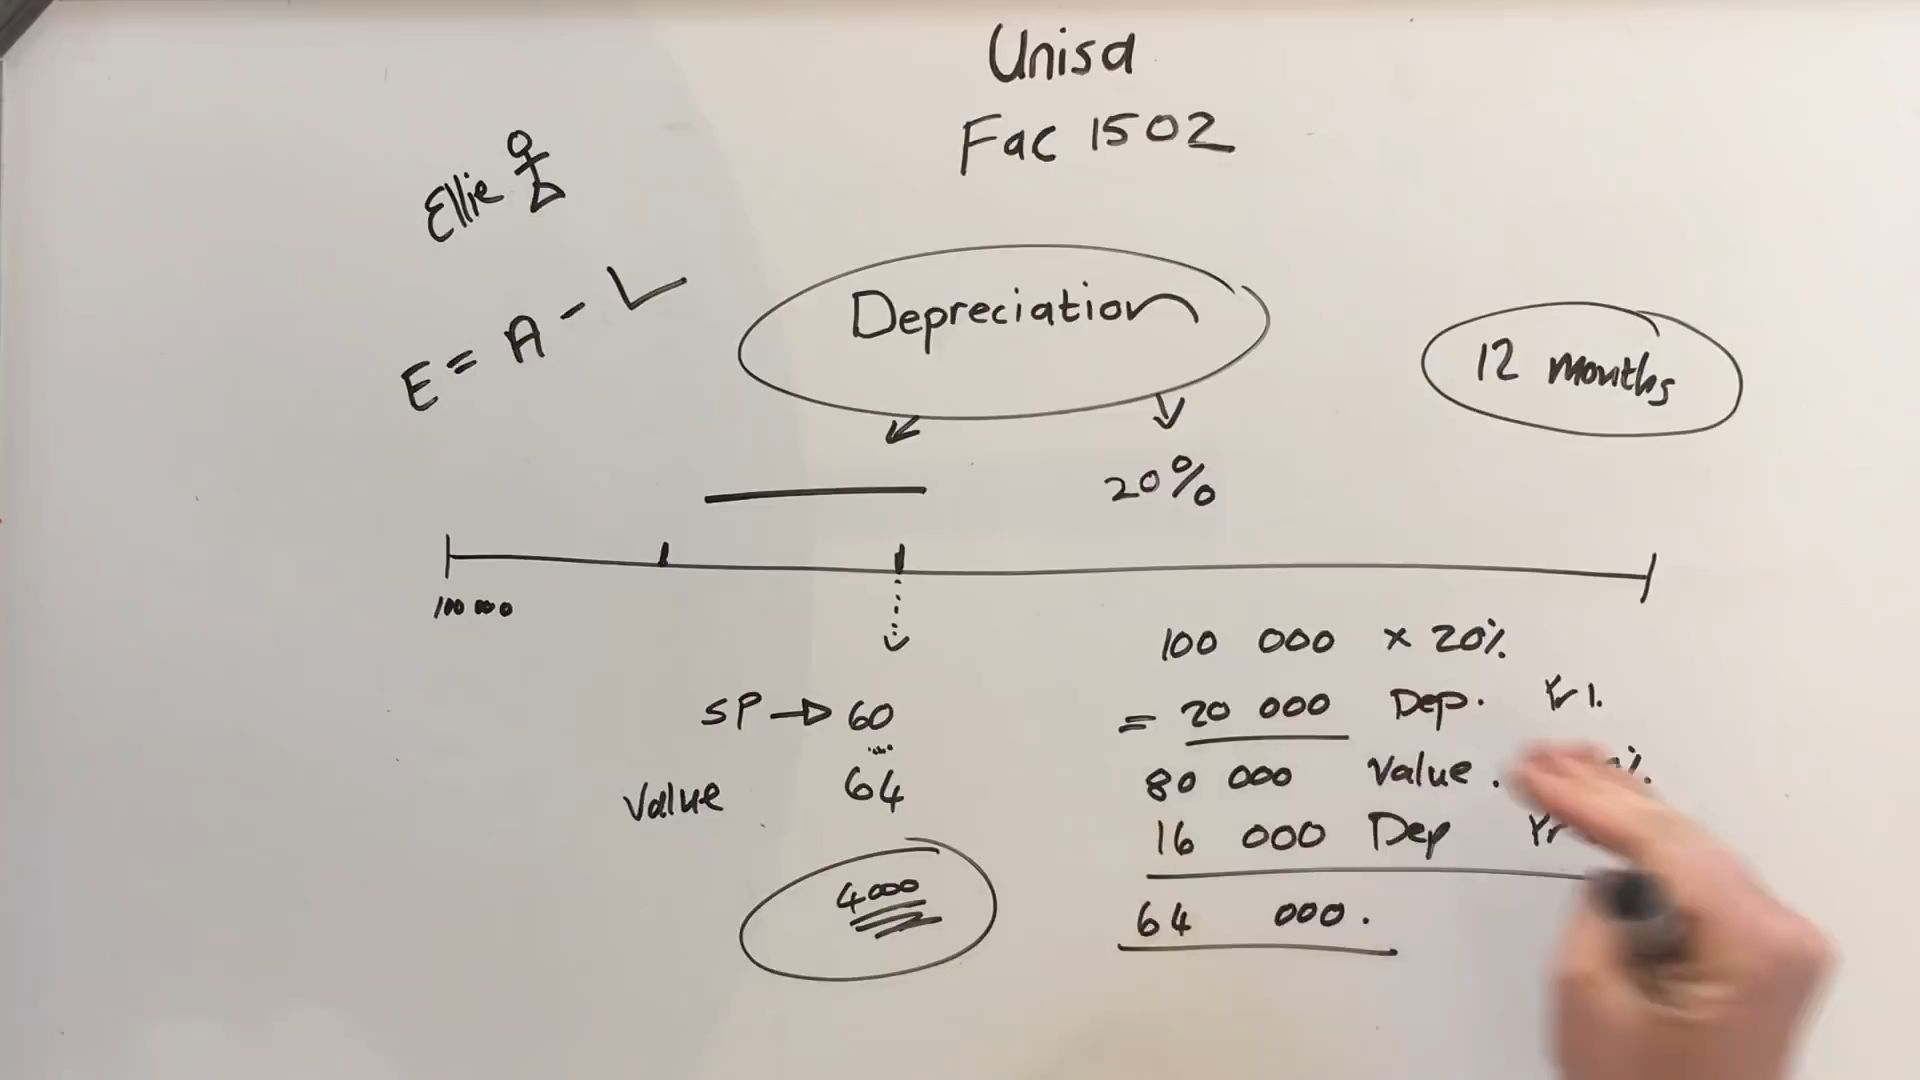 Unisa
Fac 1502
Ellie
E = A - L
Depreciation
12 months
20%
100 000
SP → 60
Value 64
4000
100 000 × 20%
= 20 000 Dep. Yr 1.
80 000 Value.
16 000 Dep Yr
64 000.